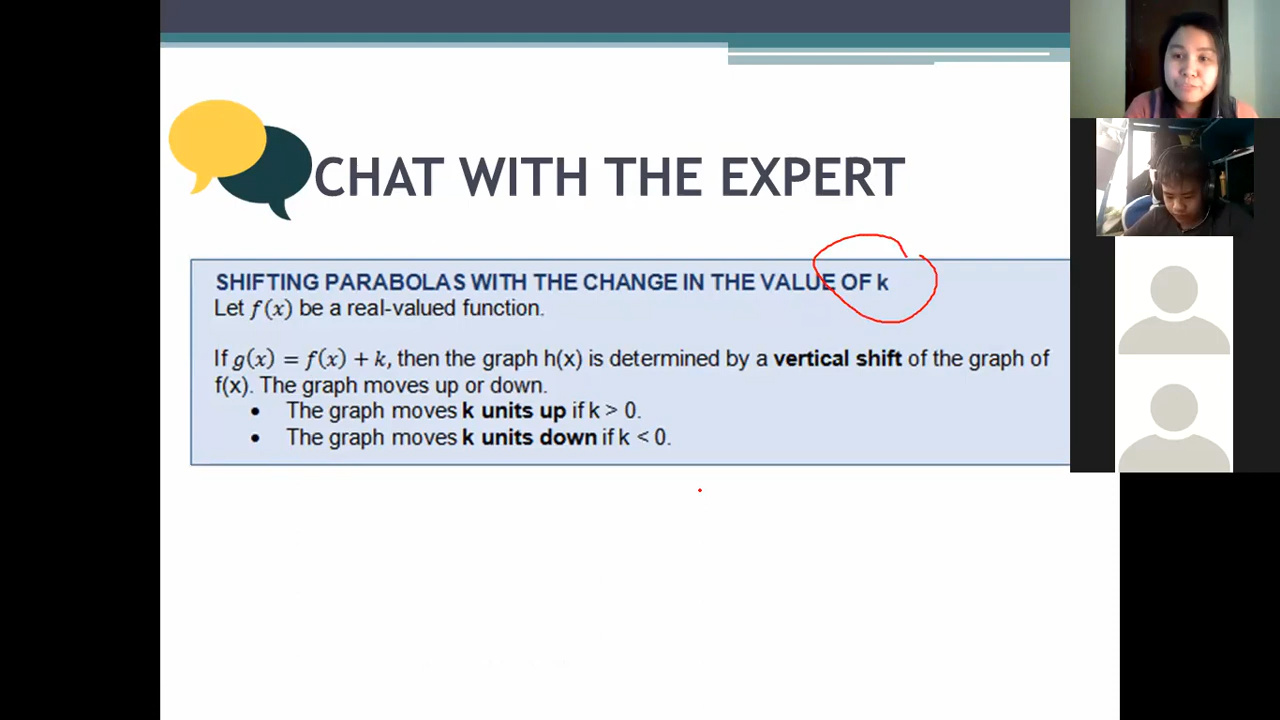 CHAT WITH THE EXPERT
SHIFTING PARABOLAS WITH THE CHANGE IN THE VALUE OF k
Let f(x) be a real-valued function.
If g(x) = f(x) + k, then the graph h(x) is determined by a vertical shift of the graph of
f(x). The graph moves up or down.
• The graph moves k units up if k > 0.
• The graph moves k units down if k < 0.